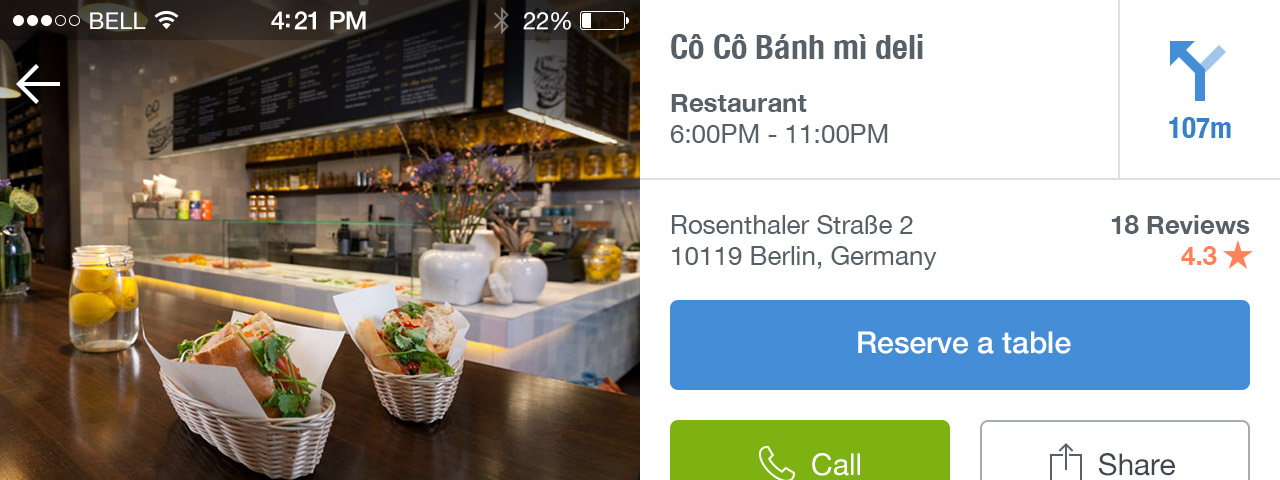 BELL
4:21 PM
22%
Cô Cô Bánh mì deli
Restaurant
6:00PM - 11:00PM
107m
Rosenthaler Straße 2
10119 Berlin, Germany
18 Reviews
4.3
Reserve a table
Call
Share